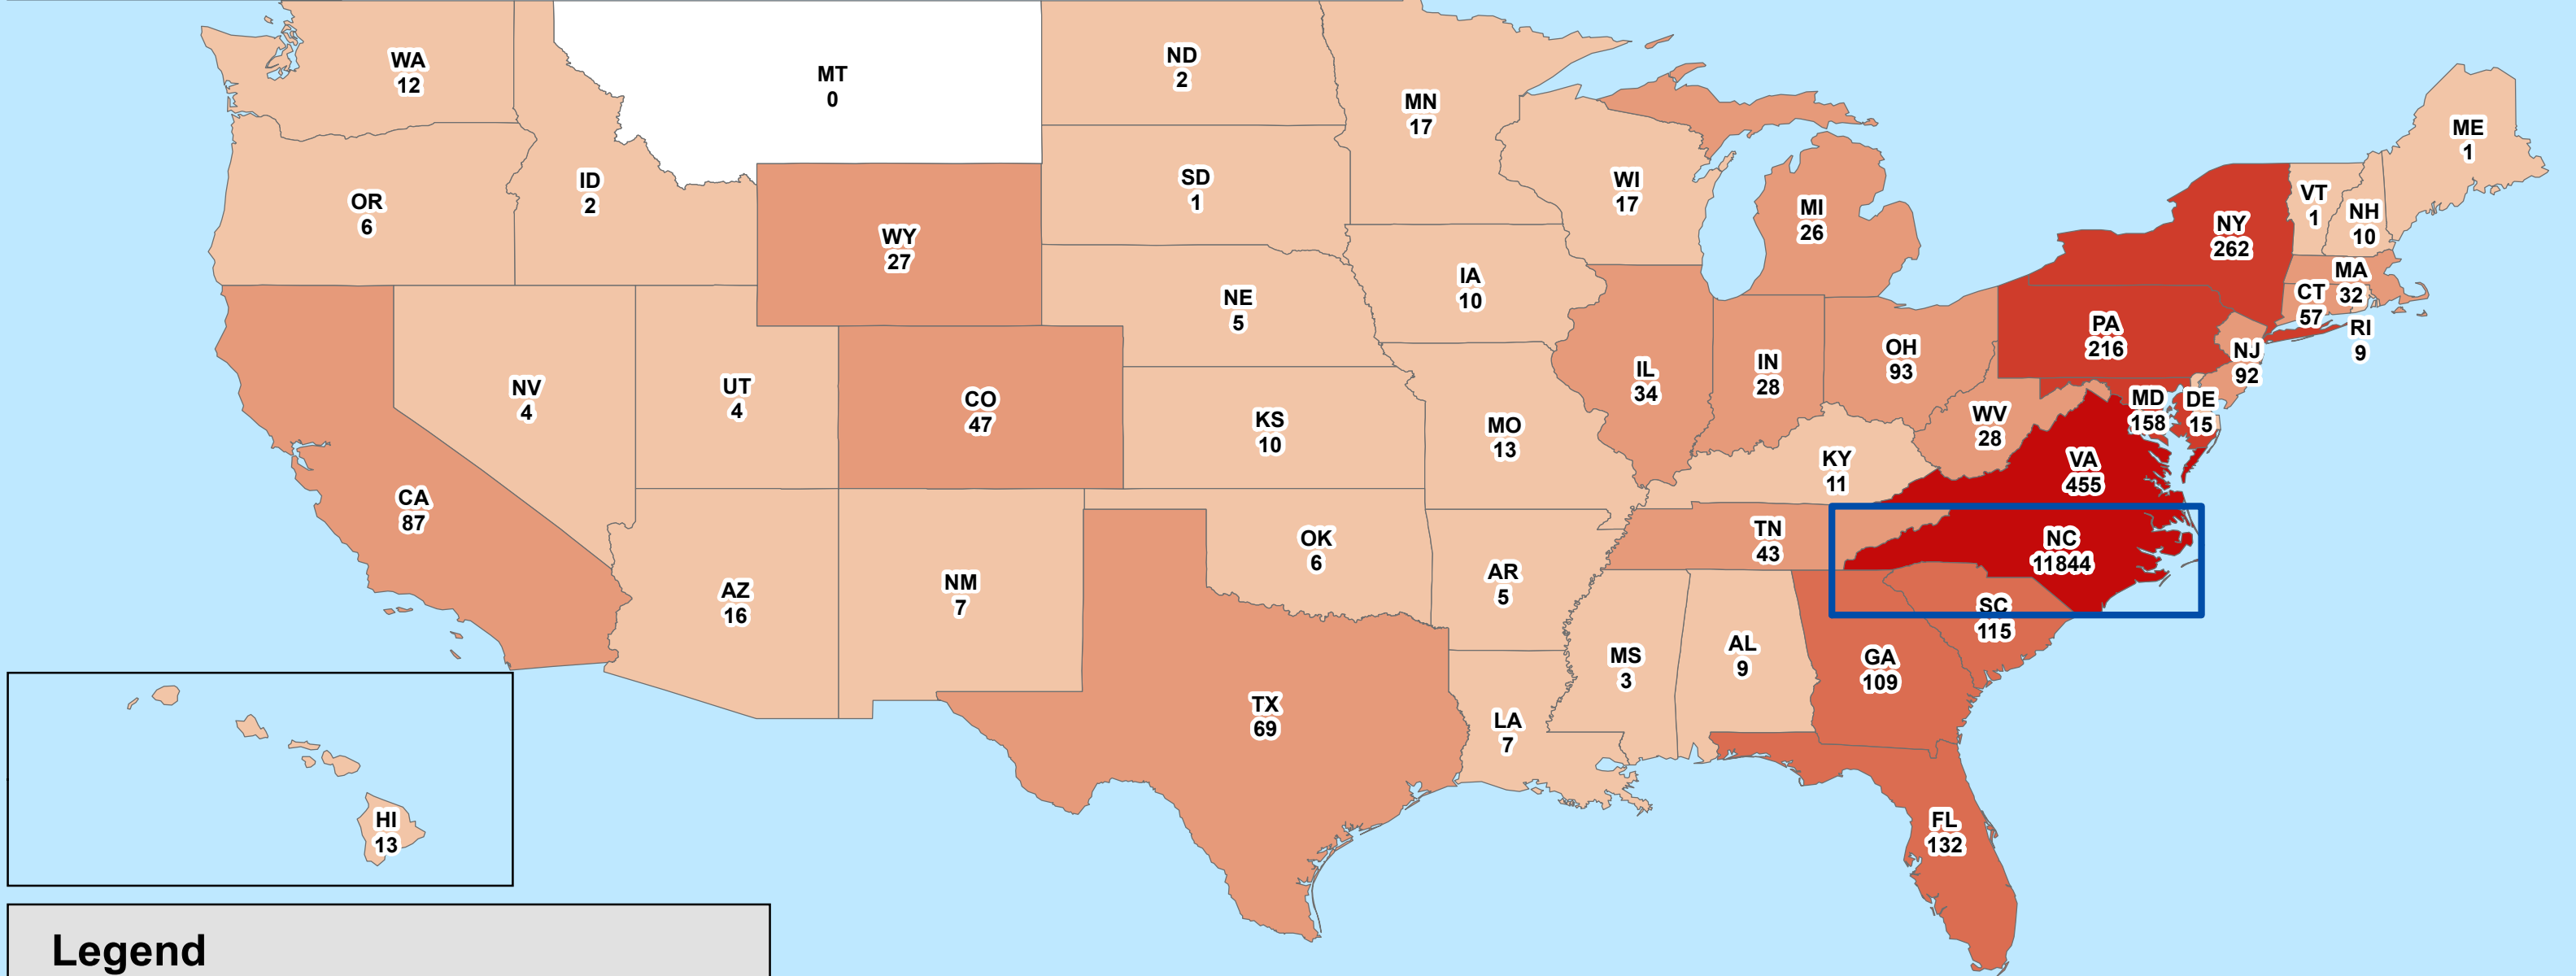 WA
12
MT
0
ND
2
MN
17
ME
1
OR
6
ID
2
WY
27
SD
1
WI
17
MI
26
NY
262
VT
1
NH
10
MA
32
CT
57
RI
9
NE
5
IA
10
PA
216
NJ
92
NV
4
UT
4
CO
47
KS
10
MO
13
IL
34
IN
28
OH
93
WV
28
MD
158
DE
15
KY
11
VA
455
CA
87
AZ
16
NM
7
OK
6
AR
5
TN
43
NC
11844
SC
115
TX
69
LA
7
MS
3
AL
9
GA
109
FL
132
HI
13
Legend